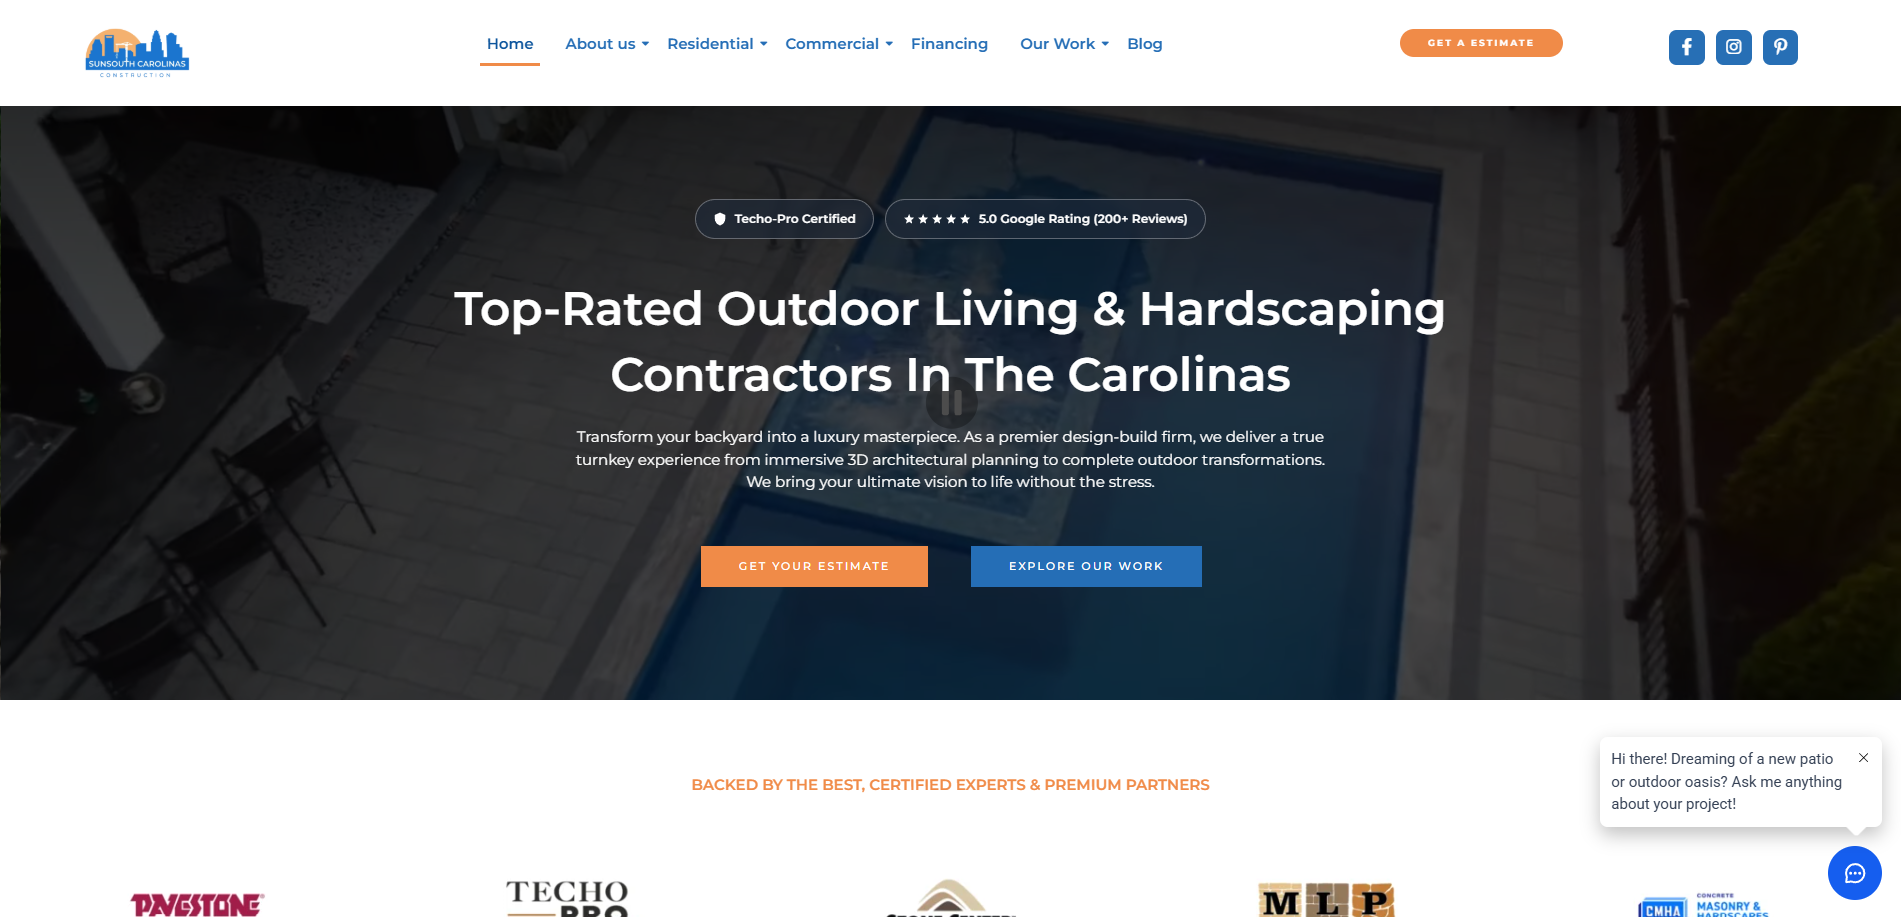 SUNSOUTH CAROLINAS
CONSTRUCTION
Home About us Residential Commercial Financing Our Work Blog
GET A ESTIMATE
Techo-Pro Certified
5.0 Google Rating (200+ Reviews)
Top-Rated Outdoor Living & Hardscaping
Contractors In The Carolinas
Transform your backyard into a luxury masterpiece. As a premier design-build firm, we deliver a true
turnkey experience from immersive 3D architectural planning to complete outdoor transformations.
We bring your ultimate vision to life without the stress.
GET YOUR ESTIMATE
EXPLORE OUR WORK
BACKED BY THE BEST, CERTIFIED EXPERTS & PREMIUM PARTNERS
Hi there! Dreaming of a new patio
or outdoor oasis? Ask me anything
about your project!
PAVESTONE
TECHO
PRO
STONE CENTER
MLP
CMHA
CONCRETE
MASONRY &
HARDSCAPES